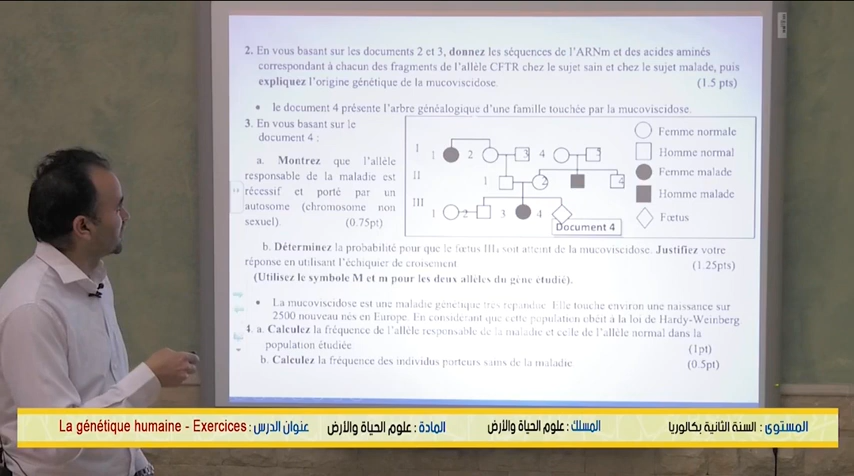 2. En vous basant sur les documents 2 et 3, donnez les séquences de l'ARNm et des acides aminés
correspondant à chacun des fragments de l'allèle CFTR chez le sujet sain et chez le sujet malade, puis
expliquez l'origine génétique de la mucoviscidose. (1.5 pts)
• le document 4 présente l'arbre généalogique d'une famille touchée par la mucoviscidose.
3. En vous basant sur le
document 4 :
a. Montrez que l'allèle
responsable de la maladie est
récessif et porté par un
autosome (chromosome non
sexuel). (0.75pt)
I 1 2 3 4 5
II 1 2 4
III 1 2 3 4
Document 4
Femme normale
Homme normal
Femme malade
Homme malade
Fœtus
b. Déterminez la probabilité pour que le fœtus III₄ soit atteint de la mucoviscidose. Justifiez votre
réponse en utilisant l'échiquier de croisement (1.25pts)
(Utilisez le symbole M et m pour les deux allèles du gène étudié).
• La mucoviscidose est une maladie génétique très répandue. Elle touche environ une naissance sur
2500 nouveau nés en Europe. En considérant que cette population obéit à la loi de Hardy-Weinberg
4. a. Calculez la fréquence de l'allèle responsable de la maladie et celle de l'allèle normal dans la
population étudiée (1pt)
b. Calculez la fréquence des individus porteurs sains de la maladie (0.5pt)
المستوى : السنة الثانية بكالوريا المسلك : علوم الحياة والأرض المادة : علوم الحياة والأرض عنوان الدرس : La génétique humaine - Exercices